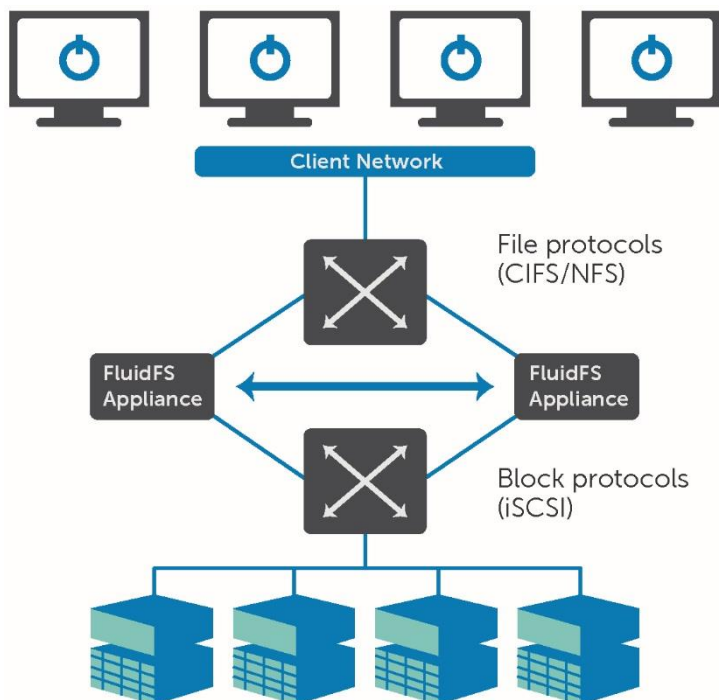 Client Network
File protocols
(CIFS/NFS)
FluidFS
Appliance
FluidFS
Appliance
Block protocols
(iSCSI)